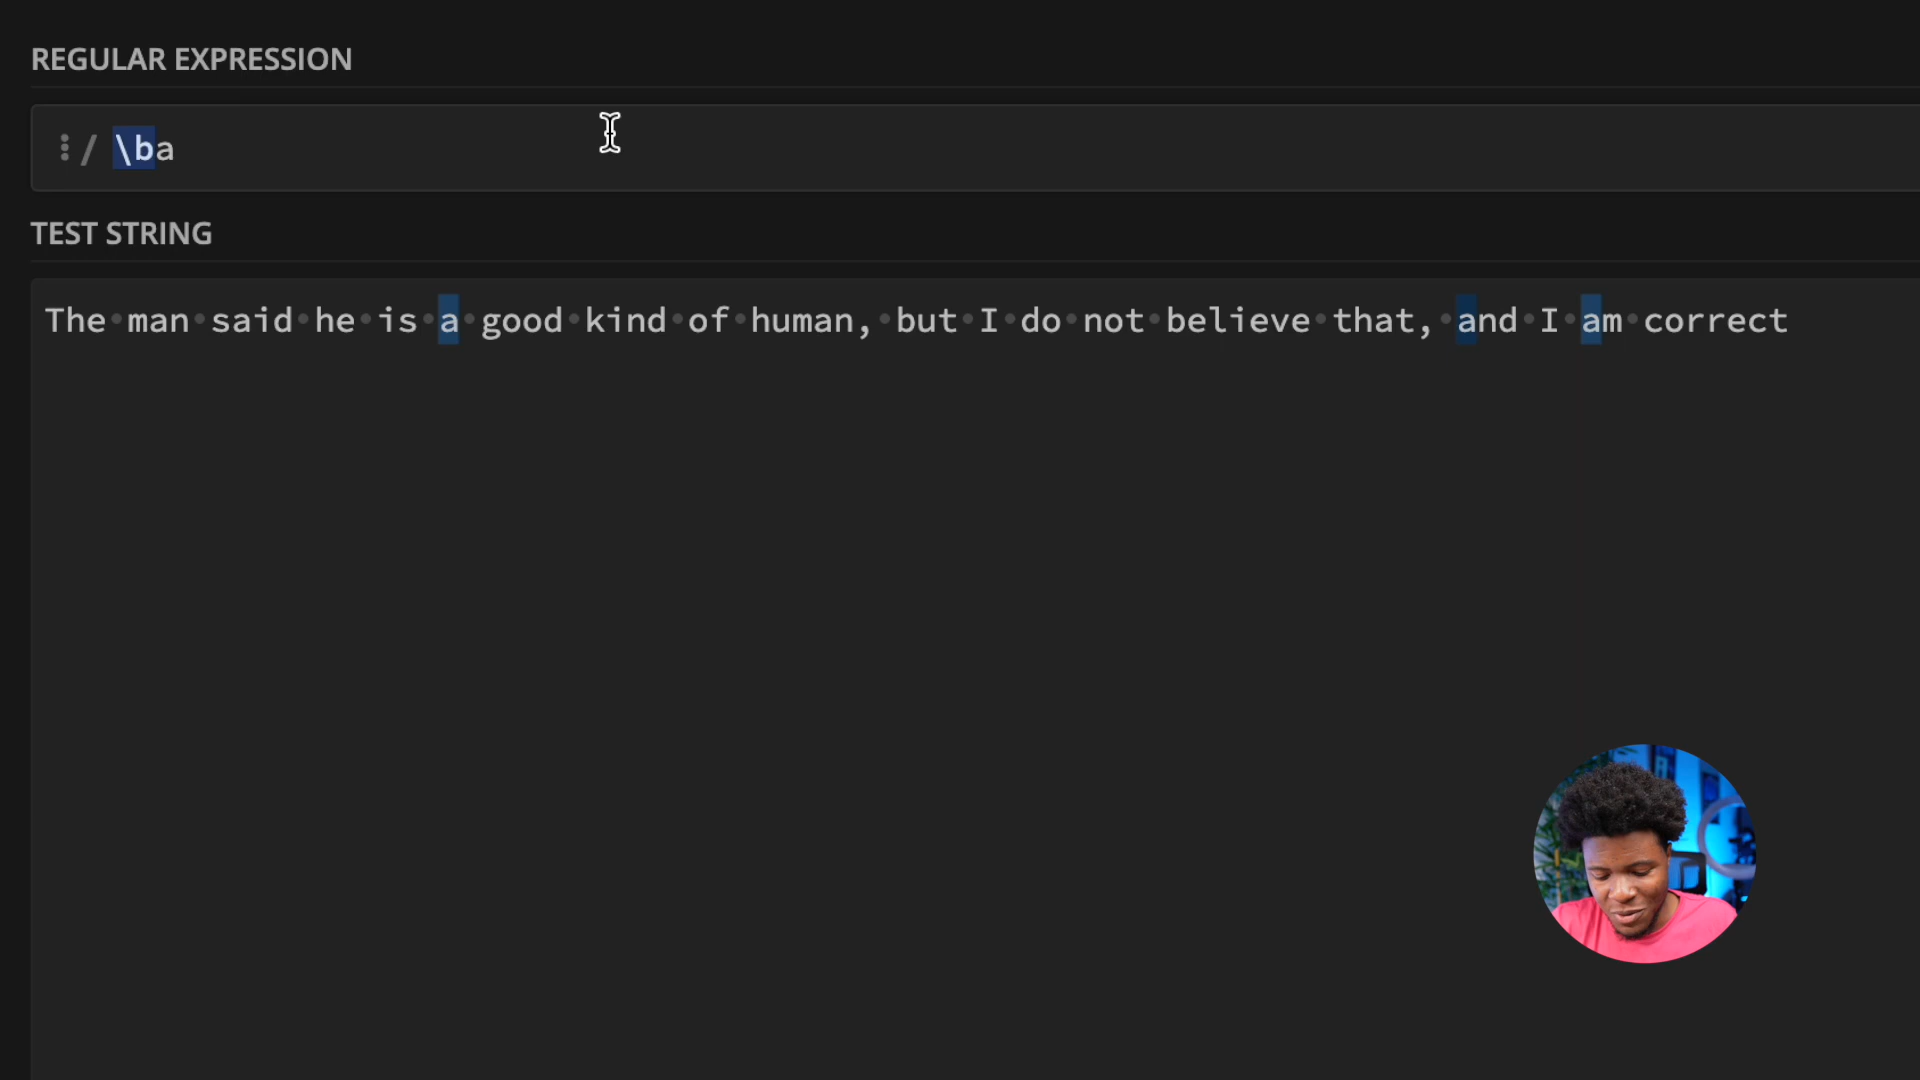 REGULAR EXPRESSION
/ \ba
TEST STRING
The man said he is a good kind of human, but I do not believe that, and I am correct